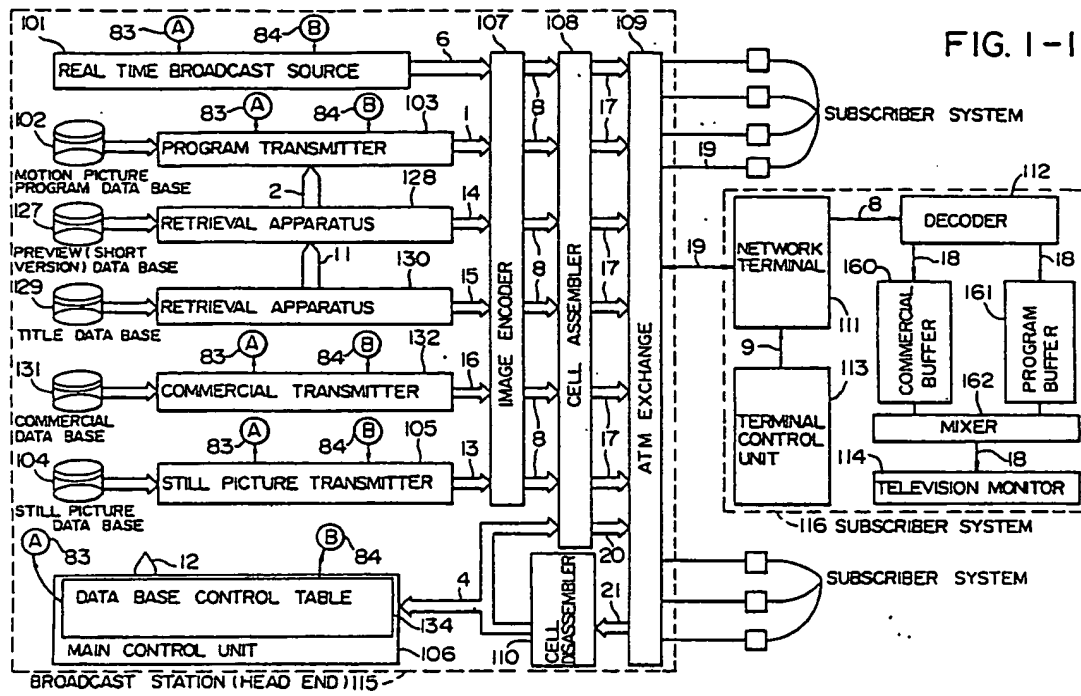 FIG. 1-1
101
83 A
84 B
6
107
108
109
REAL TIME BROADCAST SOURCE
8
17
SUBSCRIBER SYSTEM
102
83 A
84 B
103
1
PROGRAM TRANSMITTER
8
17
19
MOTION PICTURE
PROGRAM DATA BASE
2
128
127
RETRIEVAL APPARATUS
14
8
17
PREVIEW (SHORT
VERSION) DATA BASE
11
130
129
RETRIEVAL APPARATUS
15
8
17
TITLE DATA BASE
83 A
84 B
132
131
COMMERCIAL TRANSMITTER
16
8
17
COMMERCIAL
DATA BASE
83 A
84 B
105
104
STILL PICTURE TRANSMITTER
13
8
17
STILL PICTURE
DATA BASE
IMAGE ENCODER
CELL ASSEMBLER
ATM EXCHANGE
A 83
12
B 84
4
20
DATA BASE CONTROL TABLE
134
MAIN CONTROL UNIT
106
110
CELL
DISASSEMBLER
21
BROADCAST STATION (HEAD END) 115
19
NETWORK
TERMINAL
111
8
112
DECODER
18
18
160
COMMERCIAL
BUFFER
161
PROGRAM
BUFFER
9
113
TERMINAL CONTROL
UNIT
162
MIXER
18
114
TELEVISION MONITOR
116 SUBSCRIBER SYSTEM
SUBSCRIBER SYSTEM